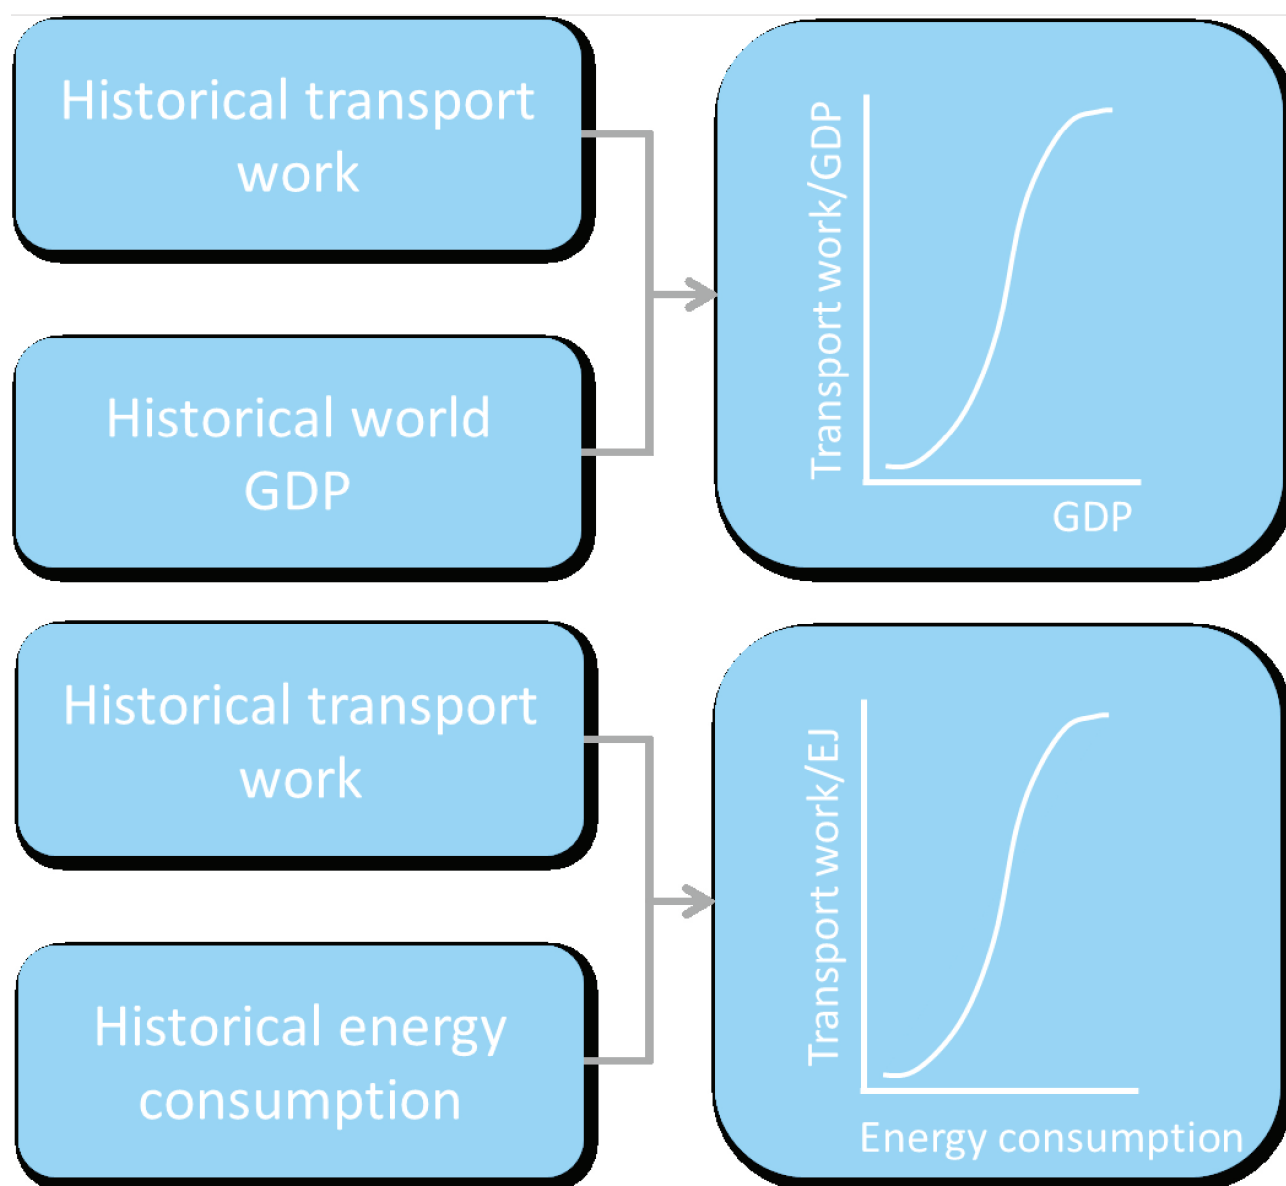 Historical transport
work
Historical world
GDP
Transport work/GDP
GDP
Historical transport
work
Historical energy
consumption
Transport work/EJ
Energy consumption